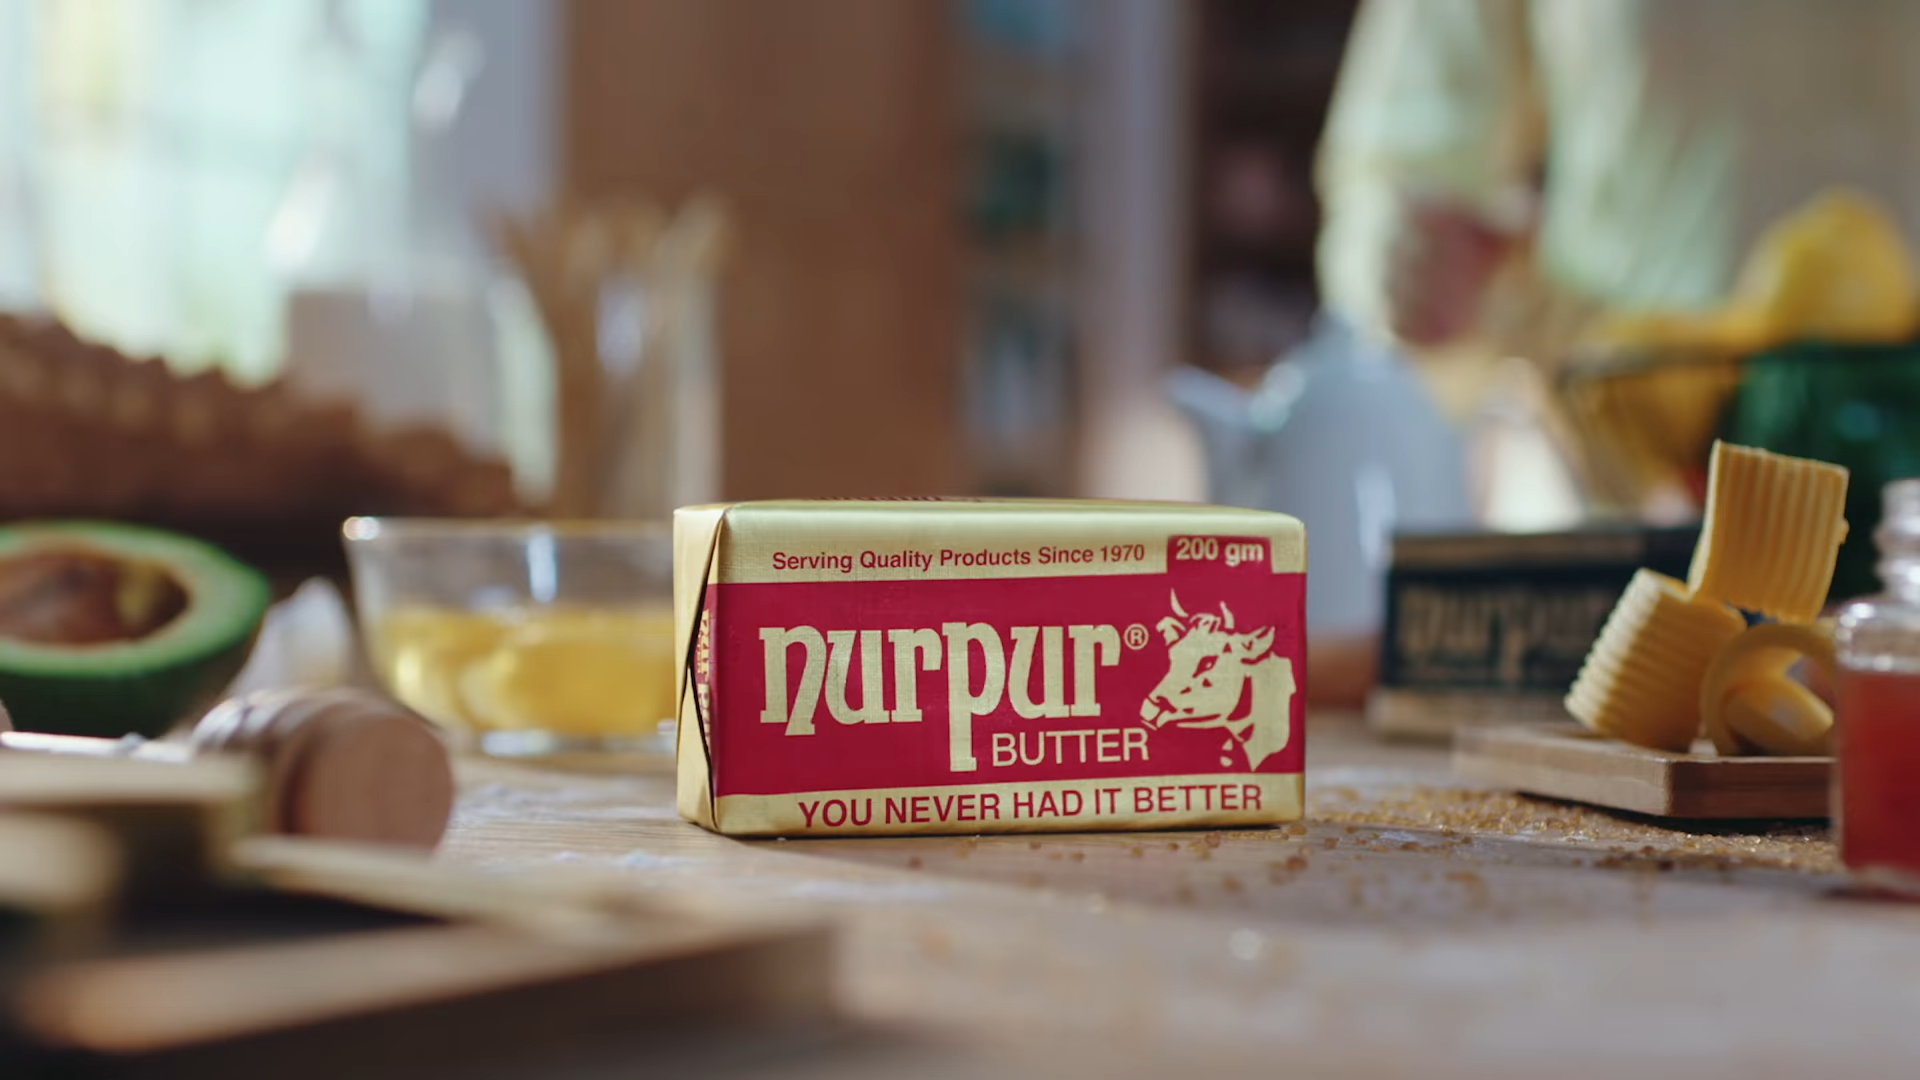 Serving Quality Products Since 1970
200 gm
nurpur®
BUTTER
YOU NEVER HAD IT BETTER